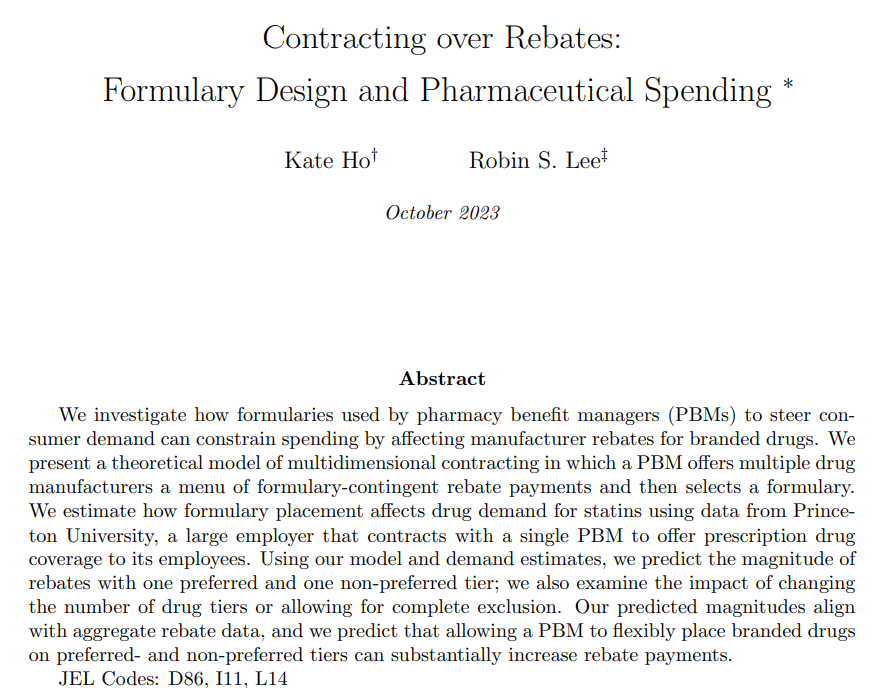 Contracting over Rebates:
Formulary Design and Pharmaceutical Spending *
Kate Ho† Robin S. Lee‡
October 2023
Abstract
We investigate how formularies used by pharmacy benefit managers (PBMs) to steer con-
sumer demand can constrain spending by affecting manufacturer rebates for branded drugs. We
present a theoretical model of multidimensional contracting in which a PBM offers multiple drug
manufacturers a menu of formulary-contingent rebate payments and then selects a formulary.
We estimate how formulary placement affects drug demand for statins using data from Prince-
ton University, a large employer that contracts with a single PBM to offer prescription drug
coverage to its employees. Using our model and demand estimates, we predict the magnitude of
rebates with one preferred and one non-preferred tier; we also examine the impact of changing
the number of drug tiers or allowing for complete exclusion. Our predicted magnitudes align
with aggregate rebate data, and we predict that allowing a PBM to flexibly place branded drugs
on preferred- and non-preferred tiers can substantially increase rebate payments.
JEL Codes: D86, I11, L14